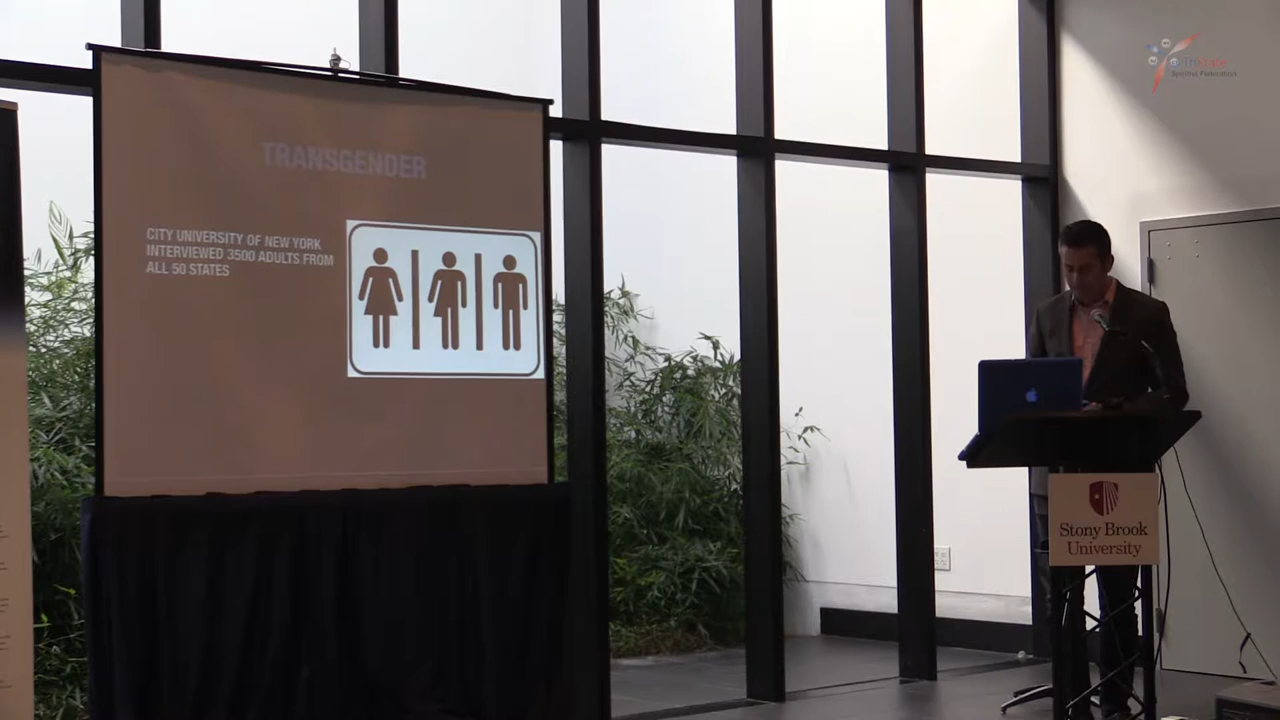 TRANSGENDER
CITY UNIVERSITY OF NEW YORK
INTERVIEWED 3500 ADULTS FROM
ALL 50 STATES
Stony Brook
University